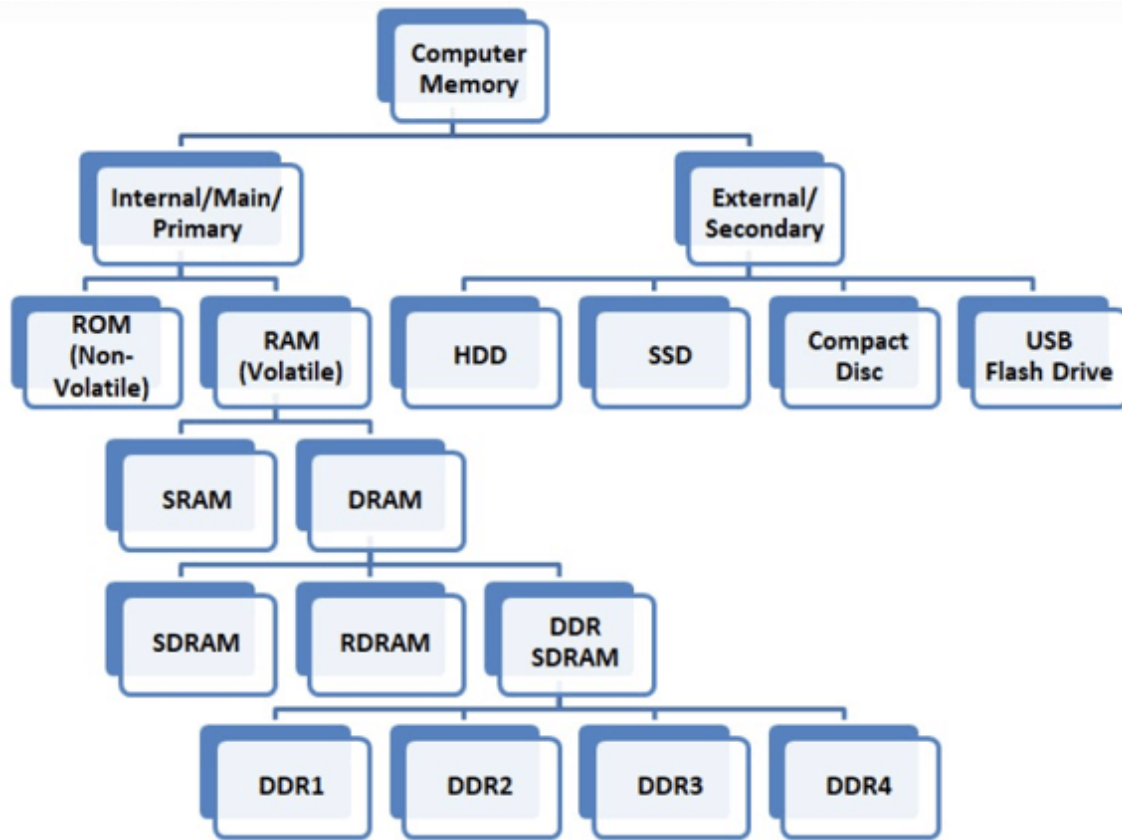 Computer
Memory
Internal/Main/
Primary
External/
Secondary
ROM
(Non-
Volatile)
RAM
(Volatile)
HDD
SSD
Compact
Disc
USB
Flash Drive
SRAM
DRAM
SDRAM
RDRAM
DDR
SDRAM
DDR1
DDR2
DDR3
DDR4